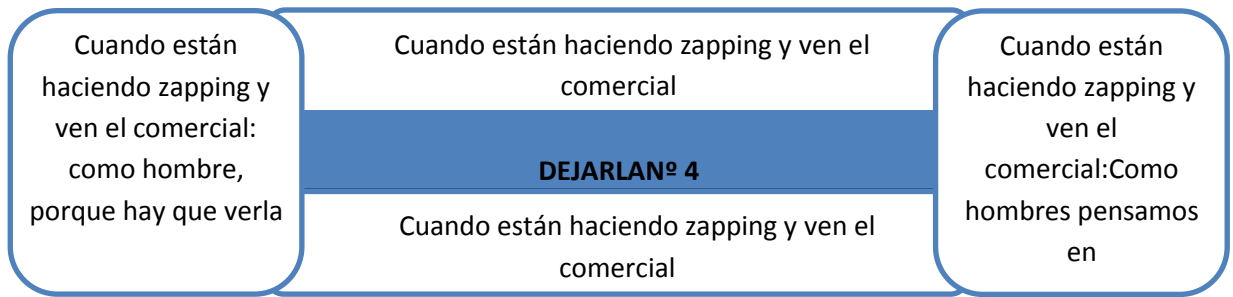 Cuando están
haciendo zapping y
ven el comercial:
como hombre,
porque hay que verla
Cuando están haciendo zapping y ven el
comercial
DEJARLANº 4
Cuando están haciendo zapping y ven el
comercial
Cuando están
haciendo zapping y
ven el
comercial:Como
hombres pensamos
en